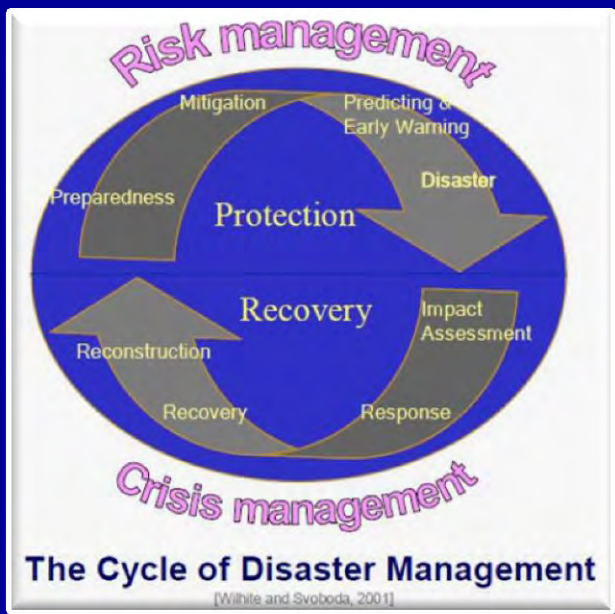 Risk management
Mitigation
Predicting &
Early Warning
Disaster
Preparedness
Protection
Recovery
Impact
Assessment
Reconstruction
Recovery
Response
Crisis management
The Cycle of Disaster Management
[Wilhite and Svoboda, 2001]